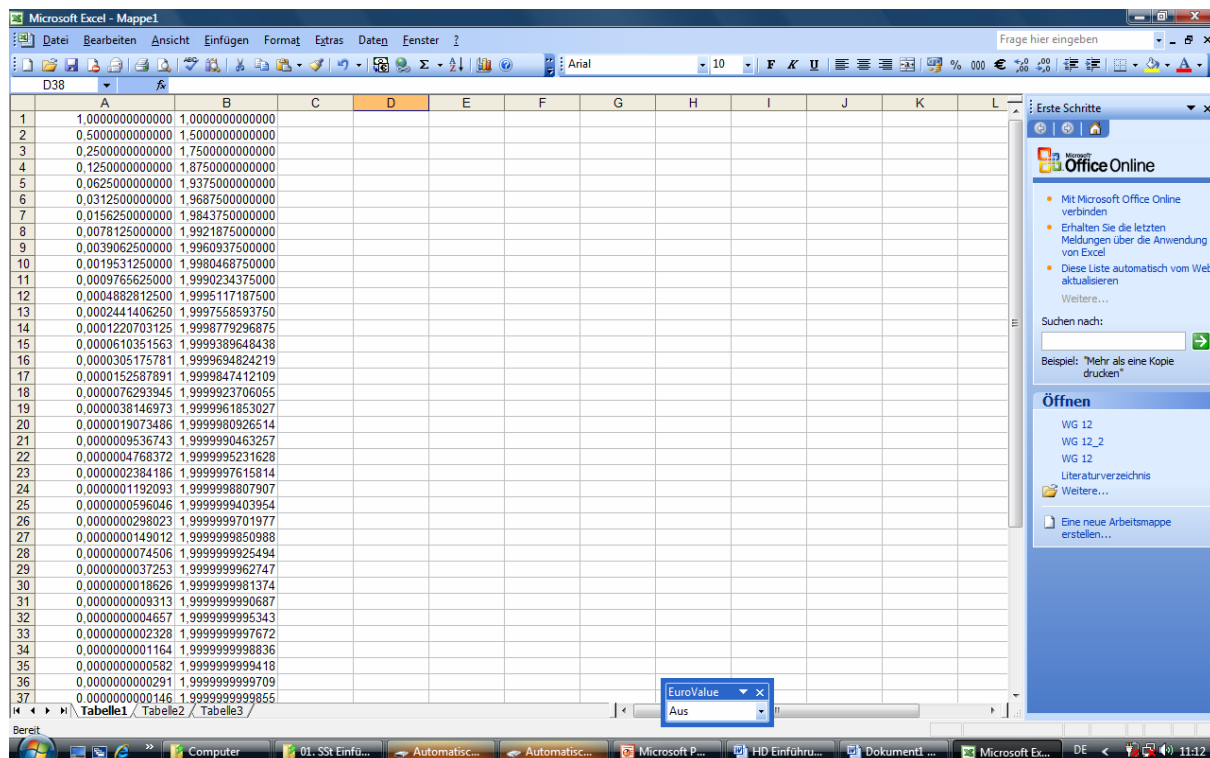 Microsoft Excel - Mappe1
Datei Bearbeiten Ansicht Einfügen Format Extras Daten Fenster ? Frage hier eingeben
Arial 10 F K U % 000 €
D38 fx
A B C D E F G H I J K L
1 1,0000000000000 1,0000000000000
2 0,5000000000000 1,5000000000000
3 0,2500000000000 1,7500000000000
4 0,1250000000000 1,8750000000000
5 0,0625000000000 1,9375000000000
6 0,0312500000000 1,9687500000000
7 0,0156250000000 1,9843750000000
8 0,0078125000000 1,9921875000000
9 0,0039062500000 1,9960937500000
10 0,0019531250000 1,9980468750000
11 0,0009765625000 1,9990234375000
12 0,0004882812500 1,9995117187500
13 0,0002441406250 1,9997558593750
14 0,0001220703125 1,9998779296875
15 0,0000610351563 1,9999389648438
16 0,0000305175781 1,9999694824219
17 0,0000152587891 1,9999847412109
18 0,0000076293945 1,9999923706055
19 0,0000038146973 1,9999961853027
20 0,0000019073486 1,9999980926514
21 0,0000009536743 1,9999990463257
22 0,0000004768372 1,9999995231628
23 0,0000002384186 1,9999997615814
24 0,0000001192093 1,9999998807907
25 0,0000000596046 1,9999999403954
26 0,0000000298023 1,9999999701977
27 0,0000000149012 1,9999999850988
28 0,0000000074506 1,9999999925494
29 0,0000000037253 1,9999999962747
30 0,0000000018626 1,9999999981374
31 0,0000000009313 1,9999999990687
32 0,0000000004657 1,9999999995343
33 0,0000000002328 1,9999999997672
34 0,0000000001164 1,9999999998836
35 0,0000000000582 1,9999999999418
36 0,0000000000291 1,9999999999709
37 0,0000000000146 1,9999999999855
Erste Schritte
Microsoft
Office Online
Mit Microsoft Office Online
verbinden
Erhalten Sie die letzten
Meldungen über die Anwendung
von Excel
Diese Liste automatisch vom Web
aktualisieren
Weitere...
Suchen nach:
Beispiel: "Mehr als eine Kopie
drucken"
Öffnen
WG 12
WG 12_2
WG 12
Literaturverzeichnis
Weitere...
Eine neue Arbeitsmappe
erstellen...
EuroValue
Aus
Tabelle1 Tabelle2 Tabelle3
Bereit
Computer 01. SSt Einfü... Automatisc... Automatisc... Microsoft P... HD Einführu... Dokument1 ... Microsoft Ex... DE 11:12